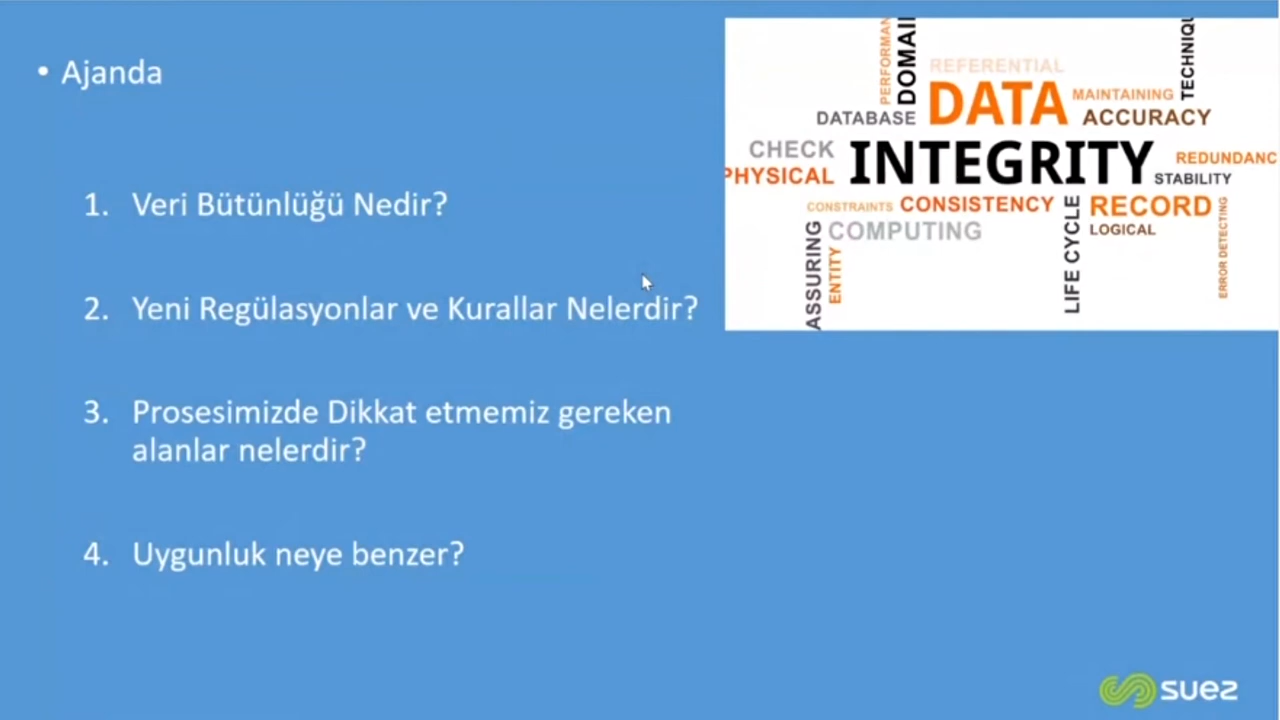 • Ajanda
1. Veri Bütünlüğü Nedir?
2. Yeni Regülasyonlar ve Kurallar Nelerdir?
3. Prosesimizde Dikkat etmemiz gereken
alanlar nelerdir?
4. Uygunluk neye benzer?
PERFORMAN
DOMAI
REFERENTIAL
TECHNIQU
DATABASE
DATA
MAINTAINING
ACCURACY
CHECK
INTEGRITY
REDUNDANC
PHYSICAL
STABILITY
CONSTRAINTS
CONSISTENCY
RECORD
COMPUTING
LOGICAL
ASSURING
ENTITY
LIFE CYCLE
ERROR DETECTING
suez